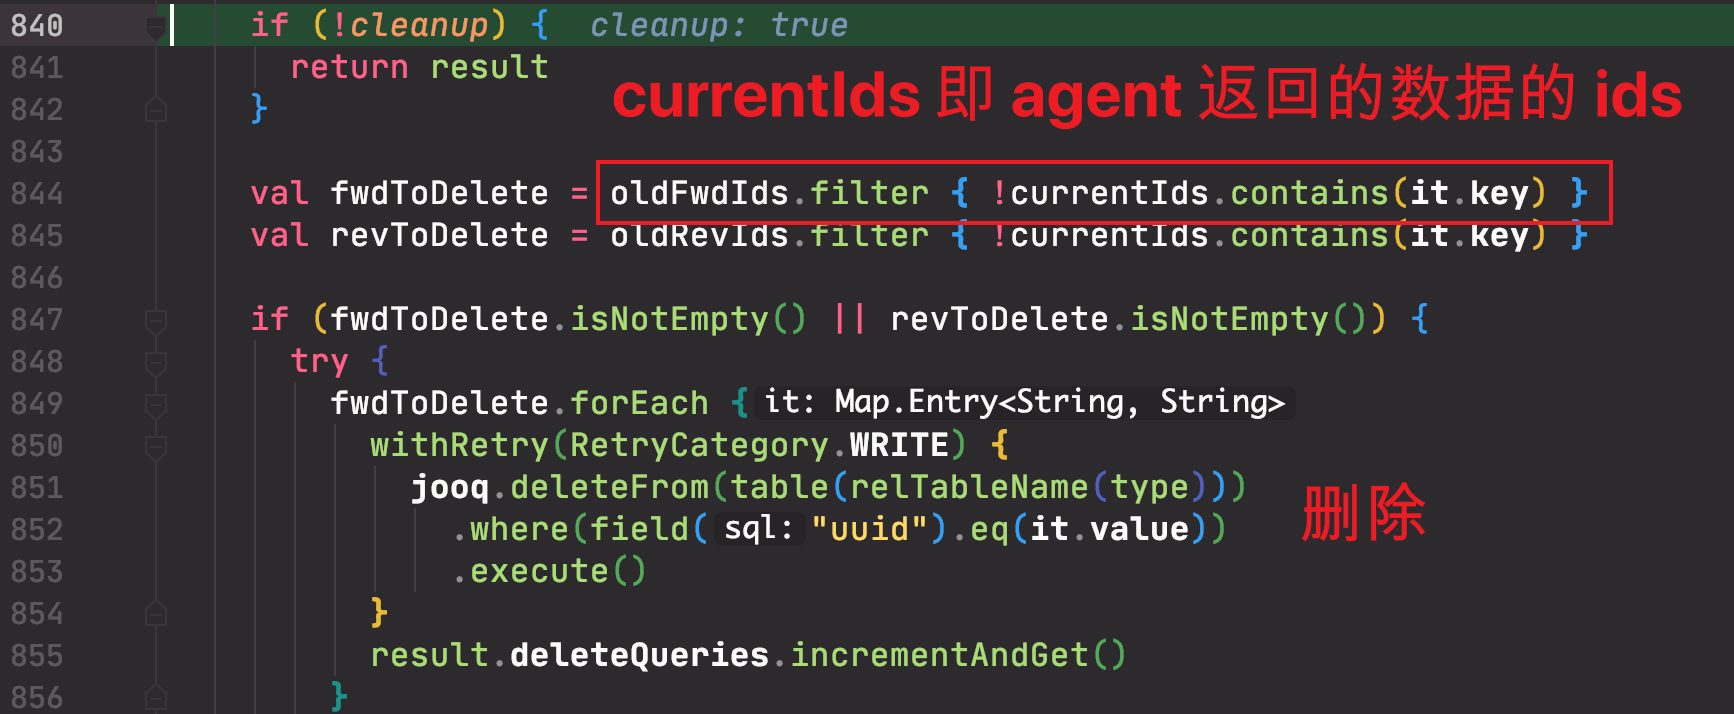 840 if (!cleanup) { cleanup: true
841 return result
currentIds 即 agent 返回的数据的 ids
842 }
843
844 val fwdToDelete = oldFwdIds.filter { !currentIds.contains(it.key) }
845 val revToDelete = oldRevIds.filter { !currentIds.contains(it.key) }
846
847 if (fwdToDelete.isNotEmpty() || revToDelete.isNotEmpty()) {
848 try {
849 fwdToDelete.forEach { it: Map.Entry<String, String>
850 withRetry(RetryCategory.WRITE) {
851 jooq.deleteFrom(table(relTableName(type)))
852 .where(field( sql: "uuid").eq(it.value))
删除
853 .execute()
854 }
855 result.deleteQueries.incrementAndGet()
856 }